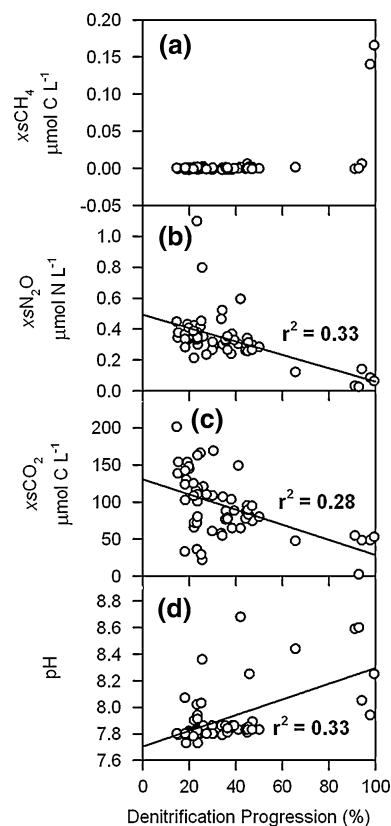 (a)
xsCH₄
µmol C L⁻¹
0.20
0.15
0.10
0.05
0.00
-0.05
(b)
xsN₂O
µmol N L⁻¹
1.0
0.8
0.6
0.4
0.2
0.0
r² = 0.33
(c)
xsCO₂
µmol C L⁻¹
200
150
100
50
0
r² = 0.28
(d)
pH
8.8
8.6
8.4
8.2
8.0
7.8
7.6
r² = 0.33
0 20 40 60 80 100
Denitrification Progression (%)